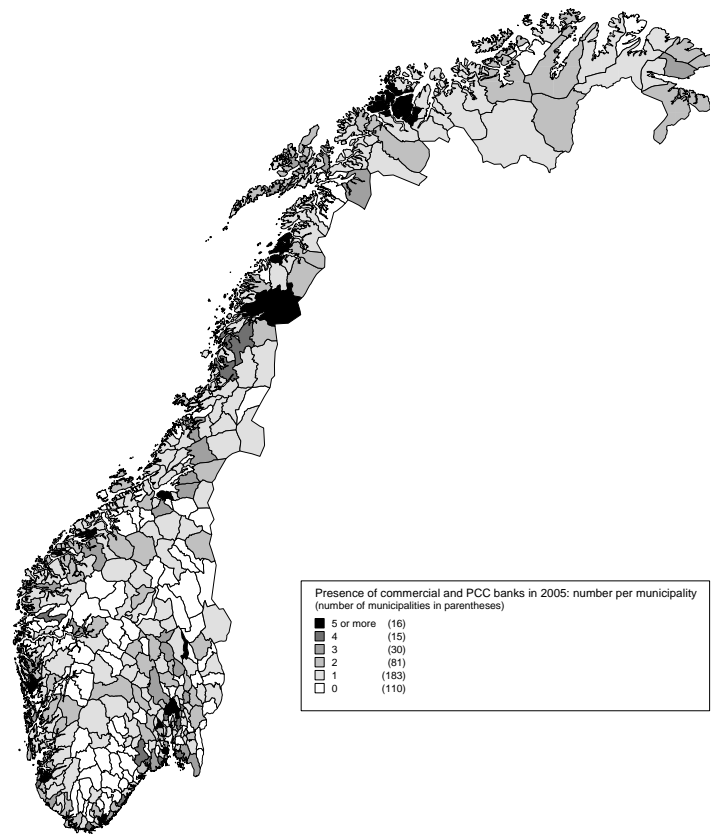 Presence of commercial and PCC banks in 2005: number per municipality
(number of municipalities in parentheses)
5 or more (16)
4 (15)
3 (30)
2 (81)
1 (183)
0 (110)